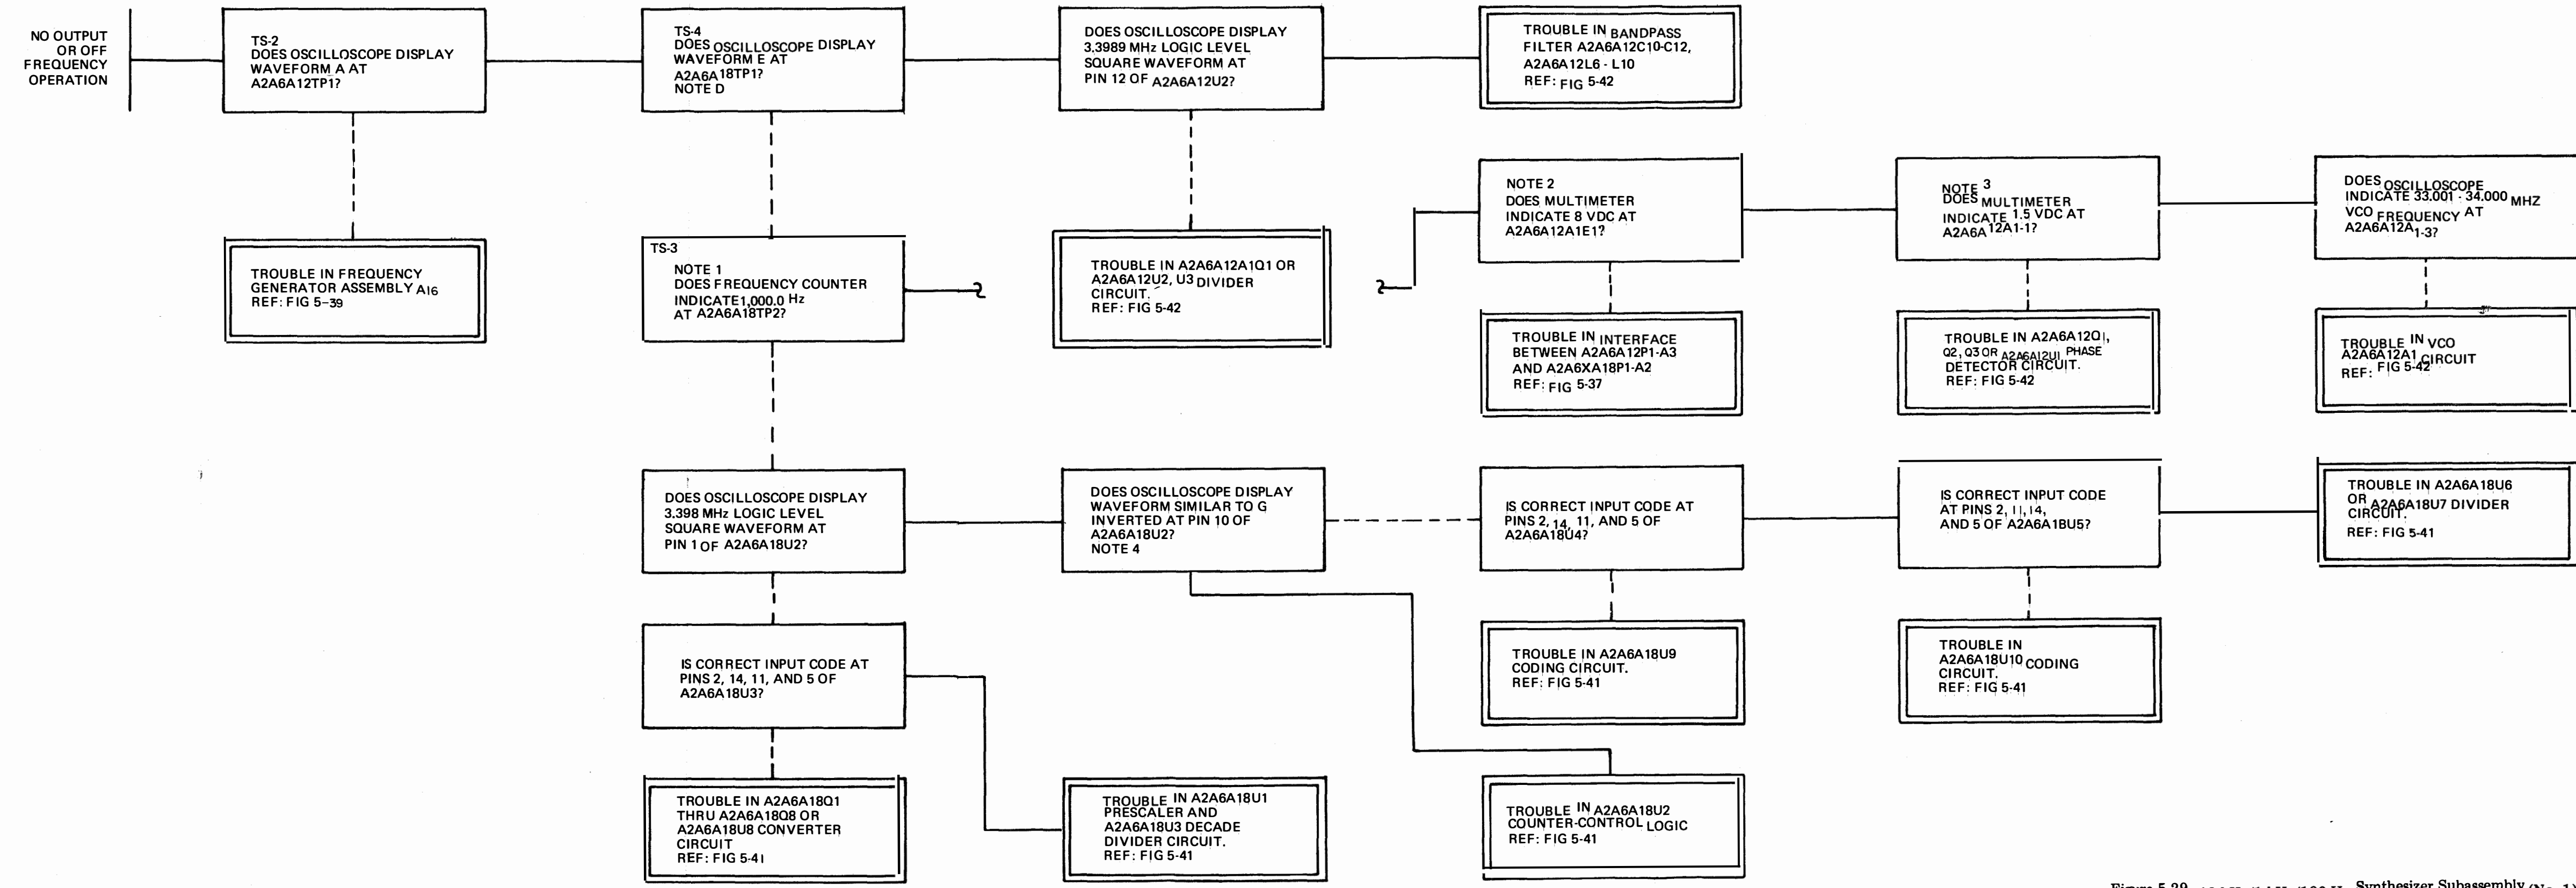 NO OUTPUT
OR OFF
FREQUENCY
OPERATION
TS-2
DOES OSCILLOSCOPE DISPLAY
WAVEFORM A AT
A2A6A12TP1?
TS-4
DOES OSCILLOSCOPE DISPLAY
WAVEFORM E AT
A2A6A18TP1?
NOTE D
DOES OSCILLOSCOPE DISPLAY
3.3989 MHz LOGIC LEVEL
SQUARE WAVEFORM AT
PIN 12 OF A2A6A12U2?
TROUBLE IN BANDPASS
FILTER A2A6A12C10-C12,
A2A6A12L6 - L10
REF: FIG 5-42
TROUBLE IN FREQUENCY
GENERATOR ASSEMBLY A16
REF: FIG 5-39
TS-3
NOTE 1
DOES FREQUENCY COUNTER
INDICATE 1,000.0 Hz
AT A2A6A18TP2?
TROUBLE IN A2A6A12A1Q1 OR
A2A6A12U2, U3 DIVIDER
CIRCUIT.
REF: FIG 5-42
NOTE 2
DOES MULTIMETER
INDICATE 8 VDC AT
A2A6A12A1E1?
NOTE 3
DOES MULTIMETER
INDICATE 1.5 VDC AT
A2A6A12A1-1?
DOES OSCILLOSCOPE
INDICATE 33.001 - 34.000 MHZ
VCO FREQUENCY AT
A2A6A12A1-3?
TROUBLE IN INTERFACE
BETWEEN A2A6A12P1-A3
AND A2A6XA18P1-A2
REF: FIG 5-37
TROUBLE IN A2A6A12Q1,
Q2, Q3 OR A2A6A12U1 PHASE
DETECTOR CIRCUIT.
REF: FIG 5-42
TROUBLE IN VCO
A2A6A12A1 CIRCUIT
REF: FIG 5-42
DOES OSCILLOSCOPE DISPLAY
3.398 MHz LOGIC LEVEL
SQUARE WAVEFORM AT
PIN 1 OF A2A6A18U2?
DOES OSCILLOSCOPE DISPLAY
WAVEFORM SIMILAR TO G
INVERTED AT PIN 10 OF
A2A6A18U2?
NOTE 4
IS CORRECT INPUT CODE AT
PINS 2, 14, 11, AND 5 OF
A2A6A18U4?
IS CORRECT INPUT CODE
AT PINS 2, 11, 14,
AND 5 OF A2A6A1BU5?
TROUBLE IN A2A6A18U6
OR A2A6A18U7 DIVIDER
CIRCUIT.
REF: FIG 5-41
IS CORRECT INPUT CODE AT
PINS 2, 14, 11, AND 5 OF
A2A6A18U3?
TROUBLE IN A2A6A18U9
CODING CIRCUIT.
REF: FIG 5-41
TROUBLE IN
A2A6A18U10 CODING
CIRCUIT.
REF: FIG 5-41
TROUBLE IN A2A6A18Q1
THRU A2A6A18Q8 OR
A2A6A18U8 CONVERTER
CIRCUIT
REF: FIG 5-41
TROUBLE IN A2A6A18U1
PRESCALER AND
A2A6A18U3 DECADE
DIVIDER CIRCUIT.
REF: FIG 5-41
TROUBLE IN A2A6A18U2
COUNTER-CONTROL LOGIC
REF: FIG 5-41
Synthesizer Subassembly